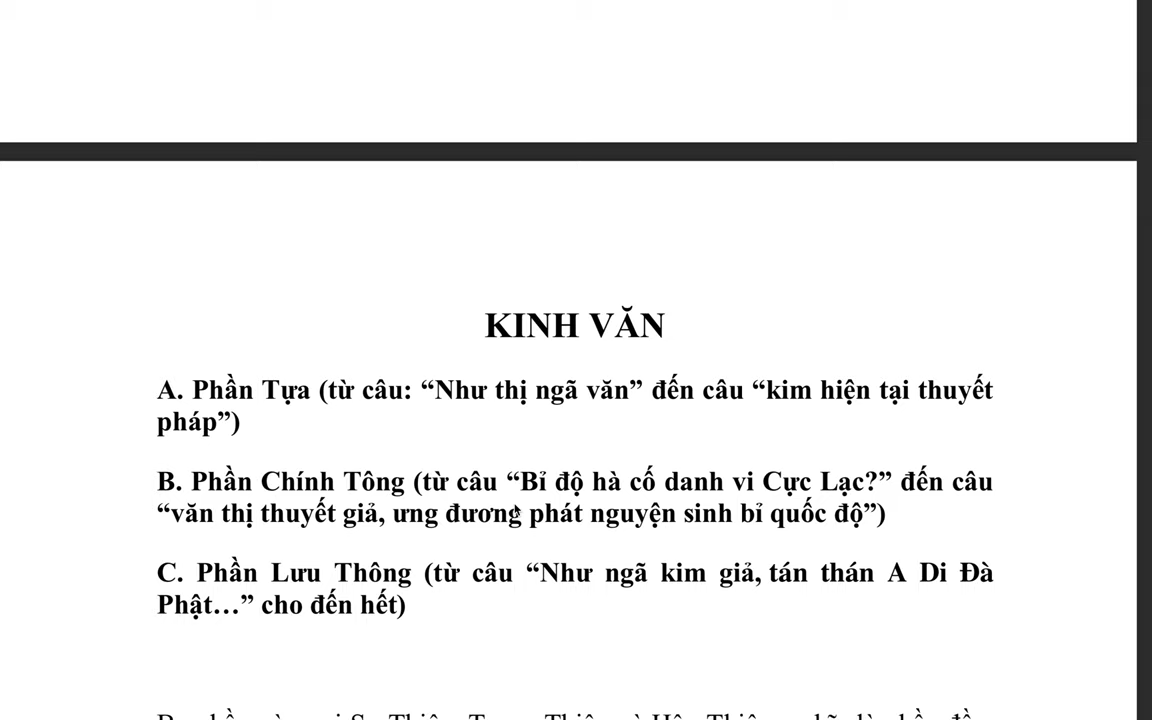 KINH VĂN
A. Phần Tựa (từ câu: “Như thị ngã văn” đến câu “kim hiện tại thuyết
pháp”)
B. Phần Chính Tông (từ câu “Bỉ độ hà cố danh vi Cực Lạc?” đến câu
“văn thị thuyết giả, ưng đương phát nguyện sinh bỉ quốc độ”)
C. Phần Lưu Thông (từ câu “Như ngã kim giả, tán thán A Di Đà
Phật…” cho đến hết)